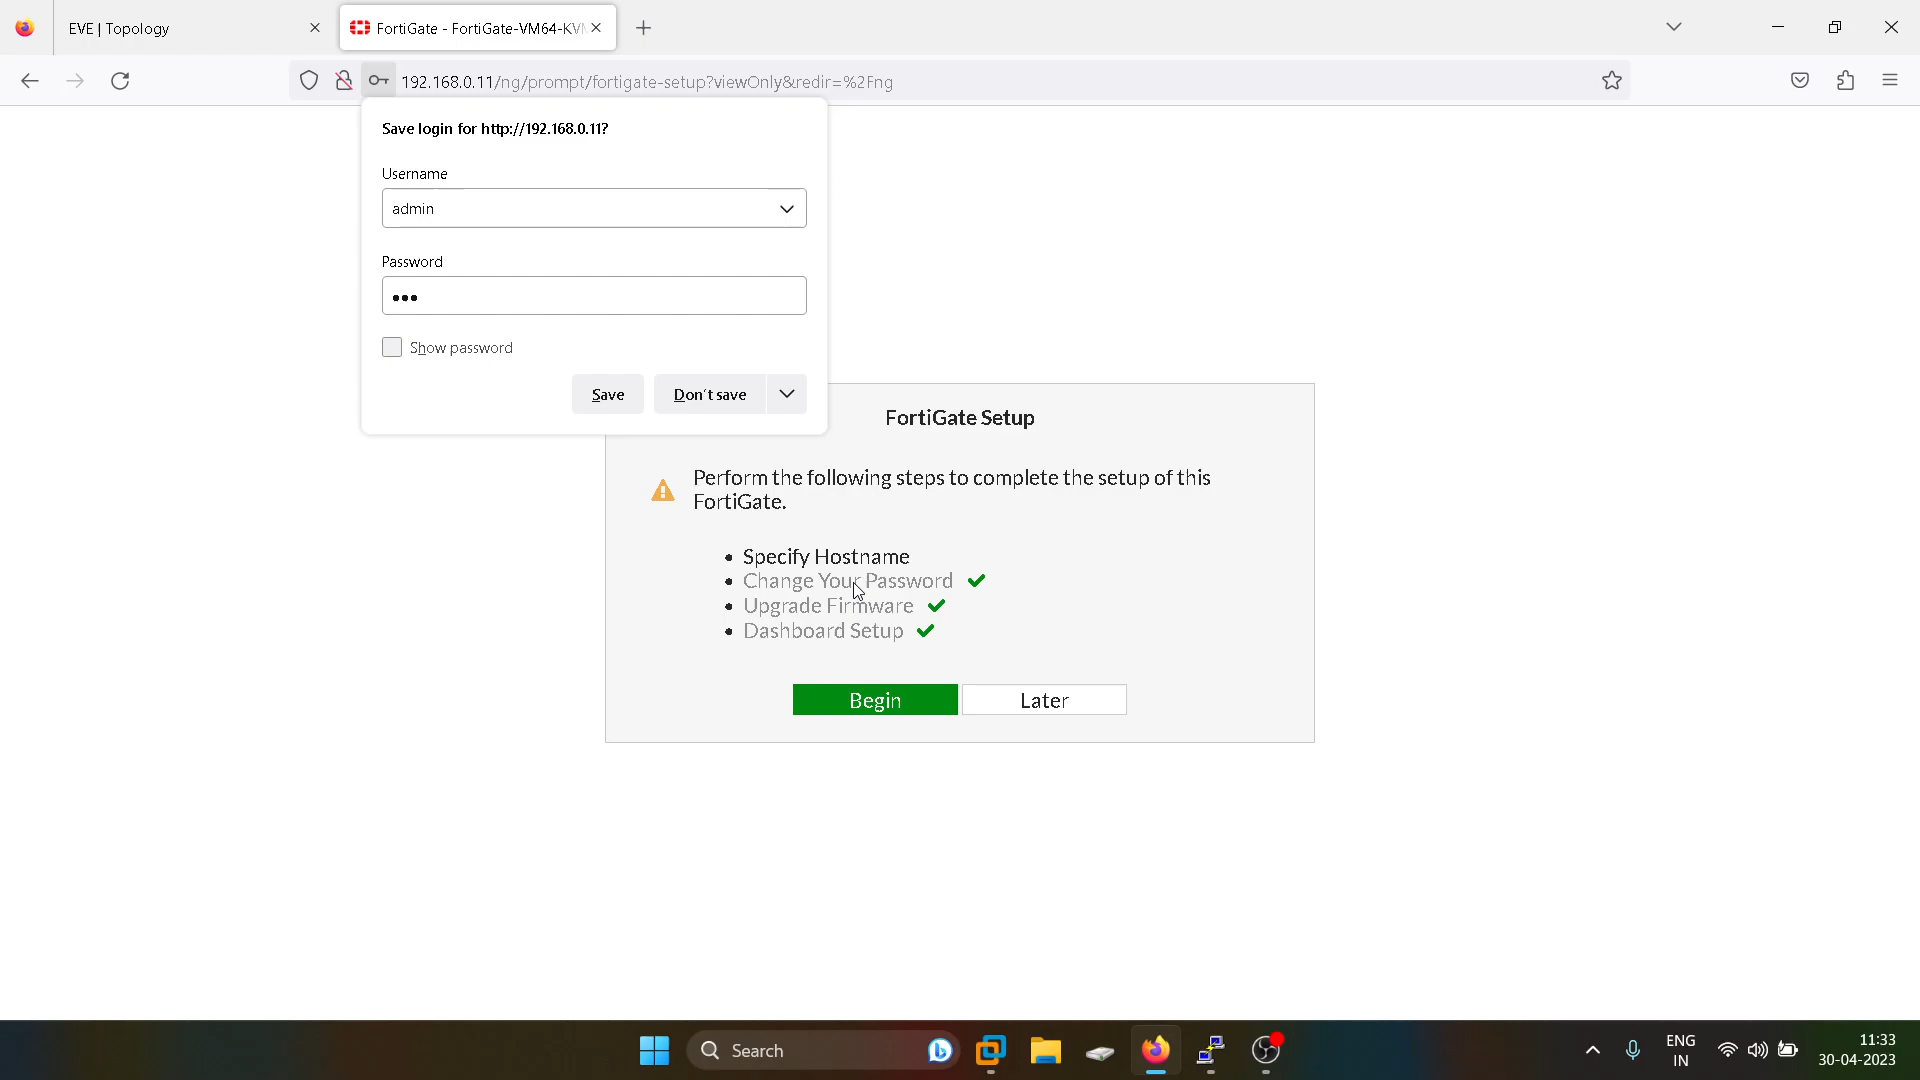 EVE | Topology
FortiGate - FortiGate-VM64-KVM
192.168.0.11/ng/prompt/fortigate-setup?viewOnly&redir=%2Fng
Save login for http://192.168.0.11?
Username
admin
Password
Show password
Save
Don't save
FortiGate Setup
Perform the following steps to complete the setup of this
FortiGate.
Specify Hostname
Change Your Password
Upgrade Firmware
Dashboard Setup
Begin
Later
Search
ENG
IN
11:33
30-04-2023